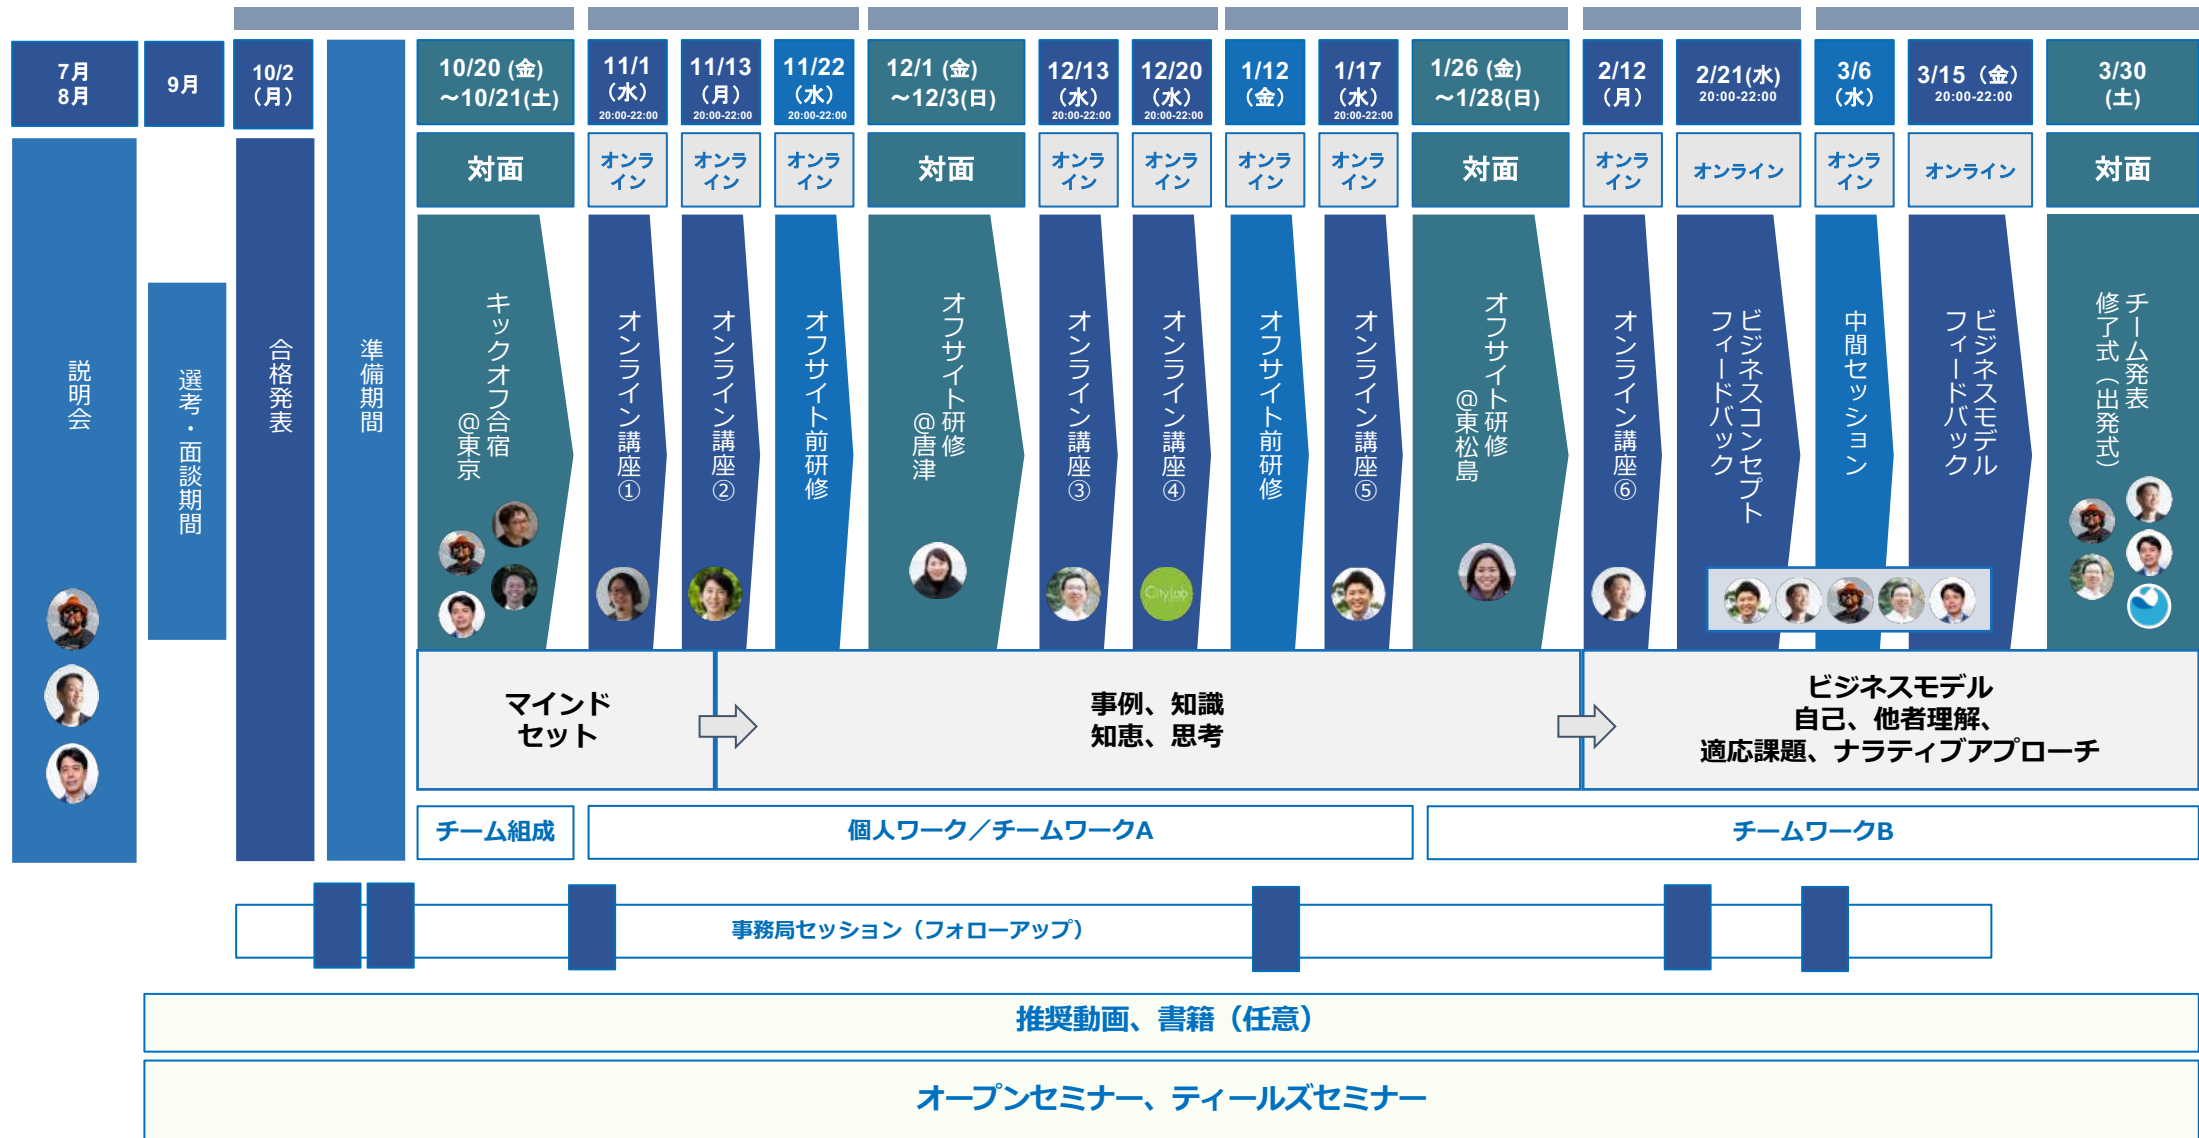 7月
8月
9月
10/2
（月）
10/20 (金)
～10/21(土)
11/1
（水）
20:00-22:00
11/13
（月）
20:00-22:00
11/22
（水）
20:00-22:00
12/1 (金)
～12/3(日)
12/13
（水）
20:00-22:00
12/20
（水）
20:00-22:00
1/12
（金）
1/17
（水）
20:00-22:00
1/26 (金)
～1/28(日)
2/12
（月）
2/21(水)
20:00-22:00
3/6
（水）
3/15（金）
20:00-22:00
3/30
(土)
対面
オンラ
イン
オンラ
イン
オンラ
イン
対面
オンラ
イン
オンラ
イン
オンラ
イン
オンラ
イン
対面
オンラ
イン
オンライン
オンラ
イン
オンライン
対面
説明会
選考・面談期間
合格発表
準備期間
キックオフ合宿
@東京
オンライン講座①
オンライン講座②
オフサイト前研修
オフサイト研修
@唐津
オンライン講座③
オンライン講座④
CityLab
オフサイト前研修
オンライン講座⑤
オフサイト研修
@東松島
オンライン講座⑥
ビジネスコンセプト
フィードバック
中間セッション
ビジネスモデル
フィードバック
チーム発表
修了式（出発式）
マインド
セット
事例、知識
知恵、思考
ビジネスモデル
自己、他者理解、
適応課題、ナラティブアプローチ
チーム組成
個人ワーク／チームワークA
チームワークB
事務局セッション（フォローアップ）
推奨動画、書籍（任意）
オープンセミナー、ティールズセミナー